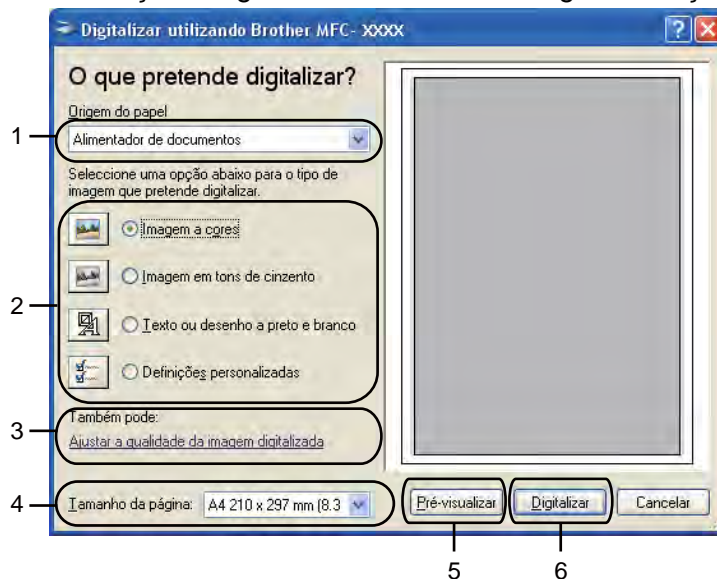 Digitalizar utilizando Brother MFC- XXXX
O que pretende digitalizar?
Origem do papel
1
Alimentador de documentos
Seleccione uma opção abaixo para o tipo de
imagem que pretende digitalizar.
Imagem a cores
Imagem em tons de cinzento
2
Texto ou desenho a preto e branco
Definições personalizadas
Também pode:
3
Ajustar a qualidade da imagem digitalizada
4
Tamanho da página: A4 210 x 297 mm (8.3
Pré-visualizar Digitalizar Cancelar
5 6